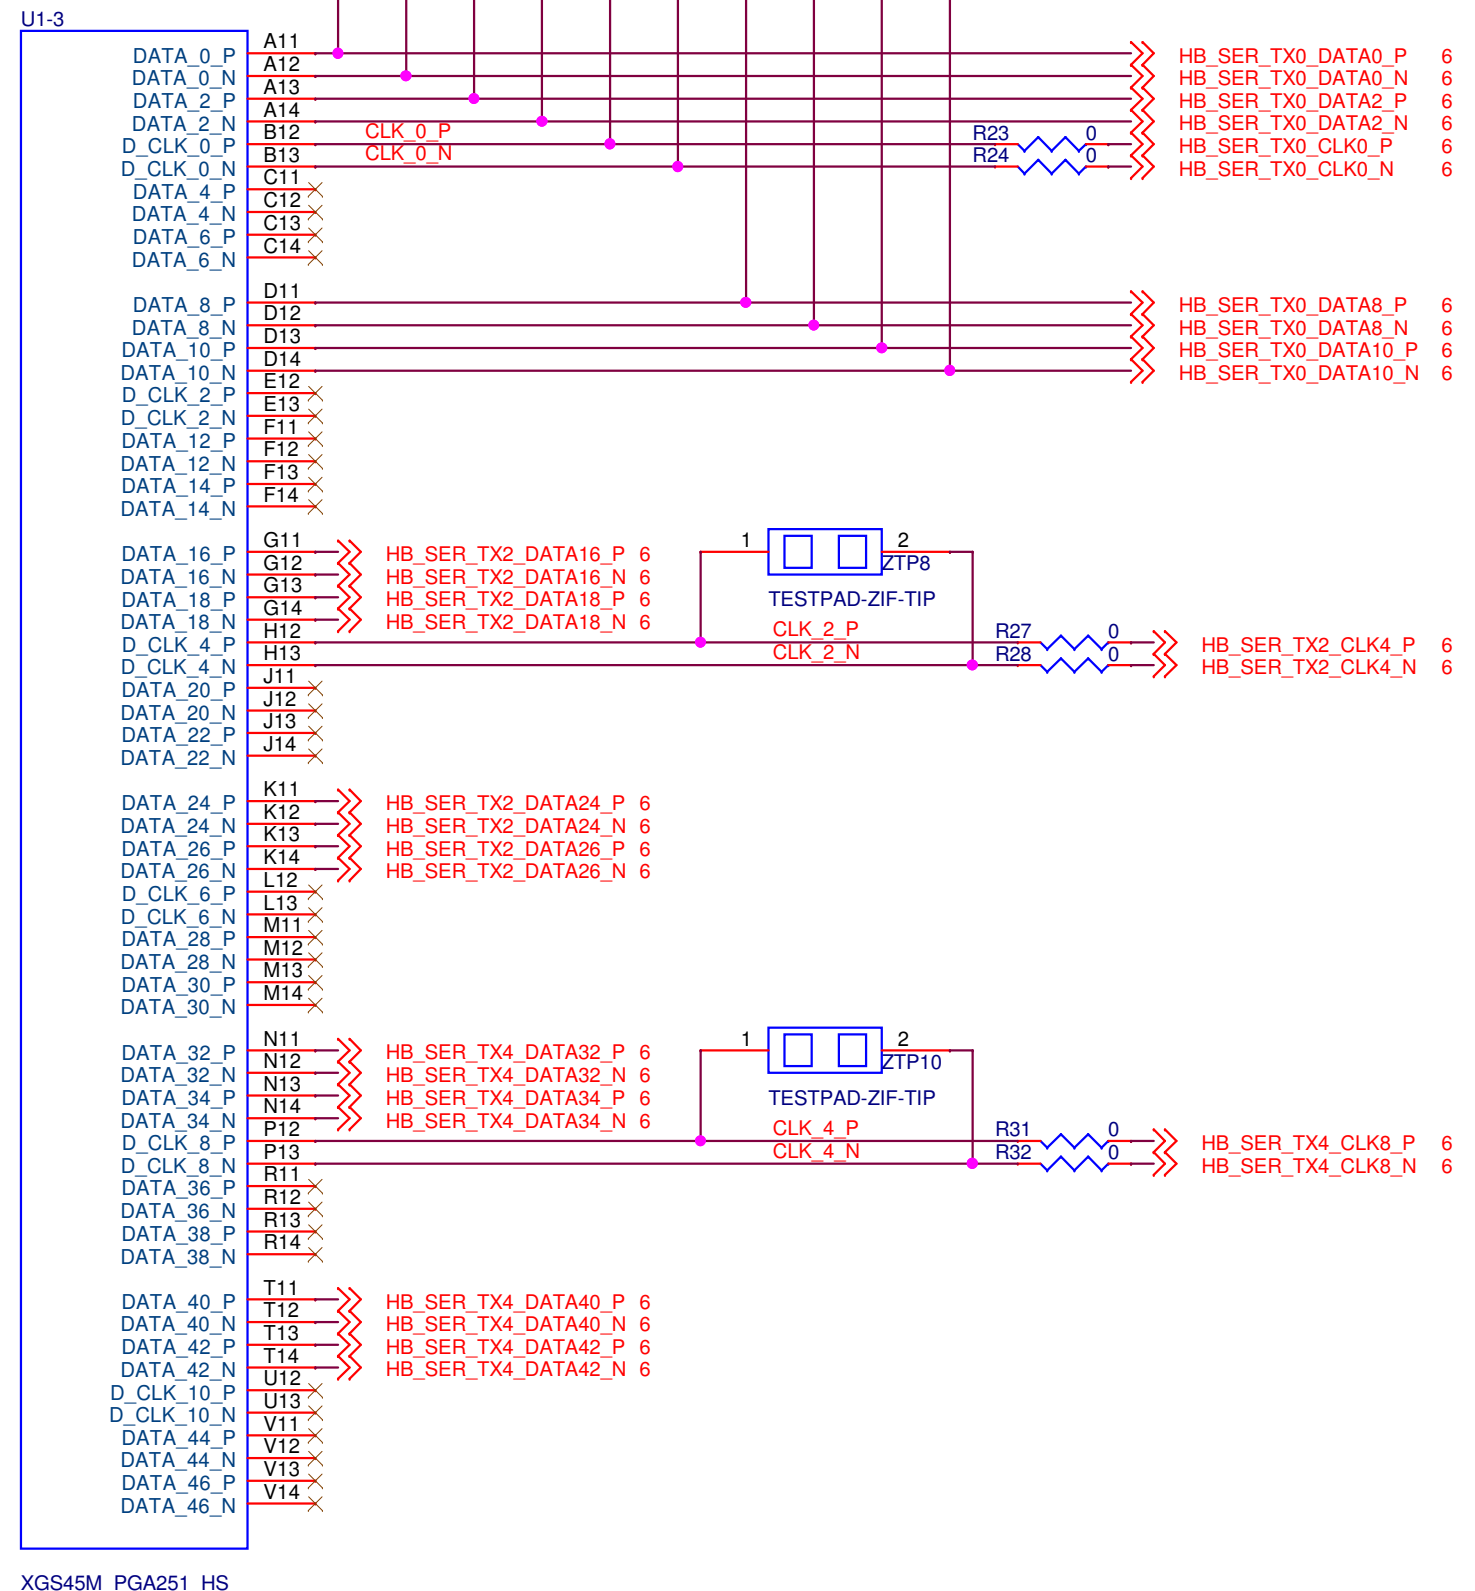 U1-3
DATA_0_P A11 HB_SER_TX0_DATA0_P 6
DATA_0_N A12 HB_SER_TX0_DATA0_N 6
DATA_2_P A13 HB_SER_TX0_DATA2_P 6
DATA_2_N A14 HB_SER_TX0_DATA2_N 6
D_CLK_0_P B12 CLK_0_P R23 0 HB_SER_TX0_CLK0_P 6
D_CLK_0_N B13 CLK_0_N R24 0 HB_SER_TX0_CLK0_N 6
DATA_4_P C11
DATA_4_N C12
DATA_6_P C13
DATA_6_N C14
DATA_8_P D11 HB_SER_TX0_DATA8_P 6
DATA_8_N D12 HB_SER_TX0_DATA8_N 6
DATA_10_P D13 HB_SER_TX0_DATA10_P 6
DATA_10_N D14 HB_SER_TX0_DATA10_N 6
D_CLK_2_P E12
D_CLK_2_N E13
DATA_12_P F11
DATA_12_N F12
DATA_14_P F13
DATA_14_N F14
1 2
DATA_16_P G11 HB_SER_TX2_DATA16_P 6 ZTP8
DATA_16_N G12 HB_SER_TX2_DATA16_N 6
DATA_18_P G13 HB_SER_TX2_DATA18_P 6 TESTPAD-ZIF-TIP
DATA_18_N G14 HB_SER_TX2_DATA18_N 6
D_CLK_4_P H12 CLK_2_P R27 0 HB_SER_TX2_CLK4_P 6
D_CLK_4_N H13 CLK_2_N R28 0 HB_SER_TX2_CLK4_N 6
DATA_20_P J11
DATA_20_N J12
DATA_22_P J13
DATA_22_N J14
DATA_24_P K11 HB_SER_TX2_DATA24_P 6
DATA_24_N K12 HB_SER_TX2_DATA24_N 6
DATA_26_P K13 HB_SER_TX2_DATA26_P 6
DATA_26_N K14 HB_SER_TX2_DATA26_N 6
D_CLK_6_P L12
D_CLK_6_N L13
DATA_28_P M11
DATA_28_N M12
DATA_30_P M13
DATA_30_N M14
1 2
DATA_32_P N11 HB_SER_TX4_DATA32_P 6 ZTP10
DATA_32_N N12 HB_SER_TX4_DATA32_N 6
DATA_34_P N13 HB_SER_TX4_DATA34_P 6 TESTPAD-ZIF-TIP
DATA_34_N N14 HB_SER_TX4_DATA34_N 6
D_CLK_8_P P12 CLK_4_P R31 0 HB_SER_TX4_CLK8_P 6
D_CLK_8_N P13 CLK_4_N R32 0 HB_SER_TX4_CLK8_N 6
DATA_36_P R11
DATA_36_N R12
DATA_38_P R13
DATA_38_N R14
DATA_40_P T11 HB_SER_TX4_DATA40_P 6
DATA_40_N T12 HB_SER_TX4_DATA40_N 6
DATA_42_P T13 HB_SER_TX4_DATA42_P 6
DATA_42_N T14 HB_SER_TX4_DATA42_N 6
D_CLK_10_P U12
D_CLK_10_N U13
DATA_44_P V11
DATA_44_N V12
DATA_46_P V13
DATA_46_N V14
XGS45M_PGA251_HS